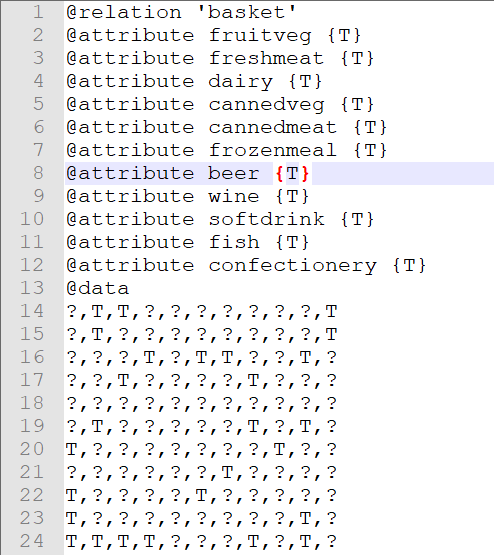 1 @relation 'basket'
2 @attribute fruitveg {T}
3 @attribute freshmeat {T}
4 @attribute dairy {T}
5 @attribute cannedveg {T}
6 @attribute cannedmeat {T}
7 @attribute frozenmeal {T}
8 @attribute beer {T}
9 @attribute wine {T}
10 @attribute softdrink {T}
11 @attribute fish {T}
12 @attribute confectionery {T}
13 @data
14 ?,T,T,?,?,?,?,?,?,?,T
15 ?,T,?,?,?,?,?,?,?,?,T
16 ?,?,?,T,?,T,T,?,?,T,?
17 ?,?,T,?,?,?,?,T,?,?,?
18 ?,?,?,?,?,?,?,?,?,?,?
19 ?,T,?,?,?,?,?,T,?,T,?
20 T,?,?,?,?,?,?,?,T,?,?
21 ?,?,?,?,?,?,T,?,?,?,?
22 T,?,?,?,?,T,?,?,?,?,?
23 T,?,?,?,?,?,?,?,?,T,?
24 T,T,T,T,?,?,?,T,?,T,?